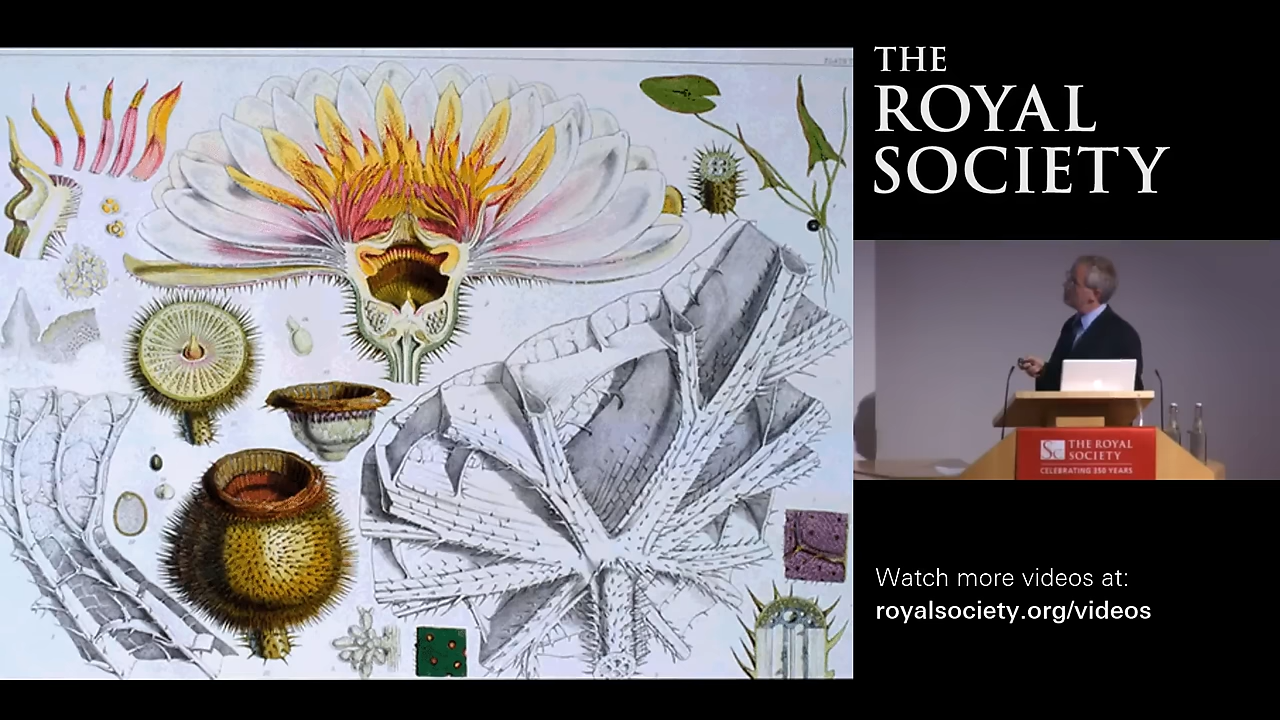 THE
ROYAL
SOCIETY
THE ROYAL
SOCIETY
CELEBRATING 350 YEARS
Watch more videos at:
royalsociety.org/videos